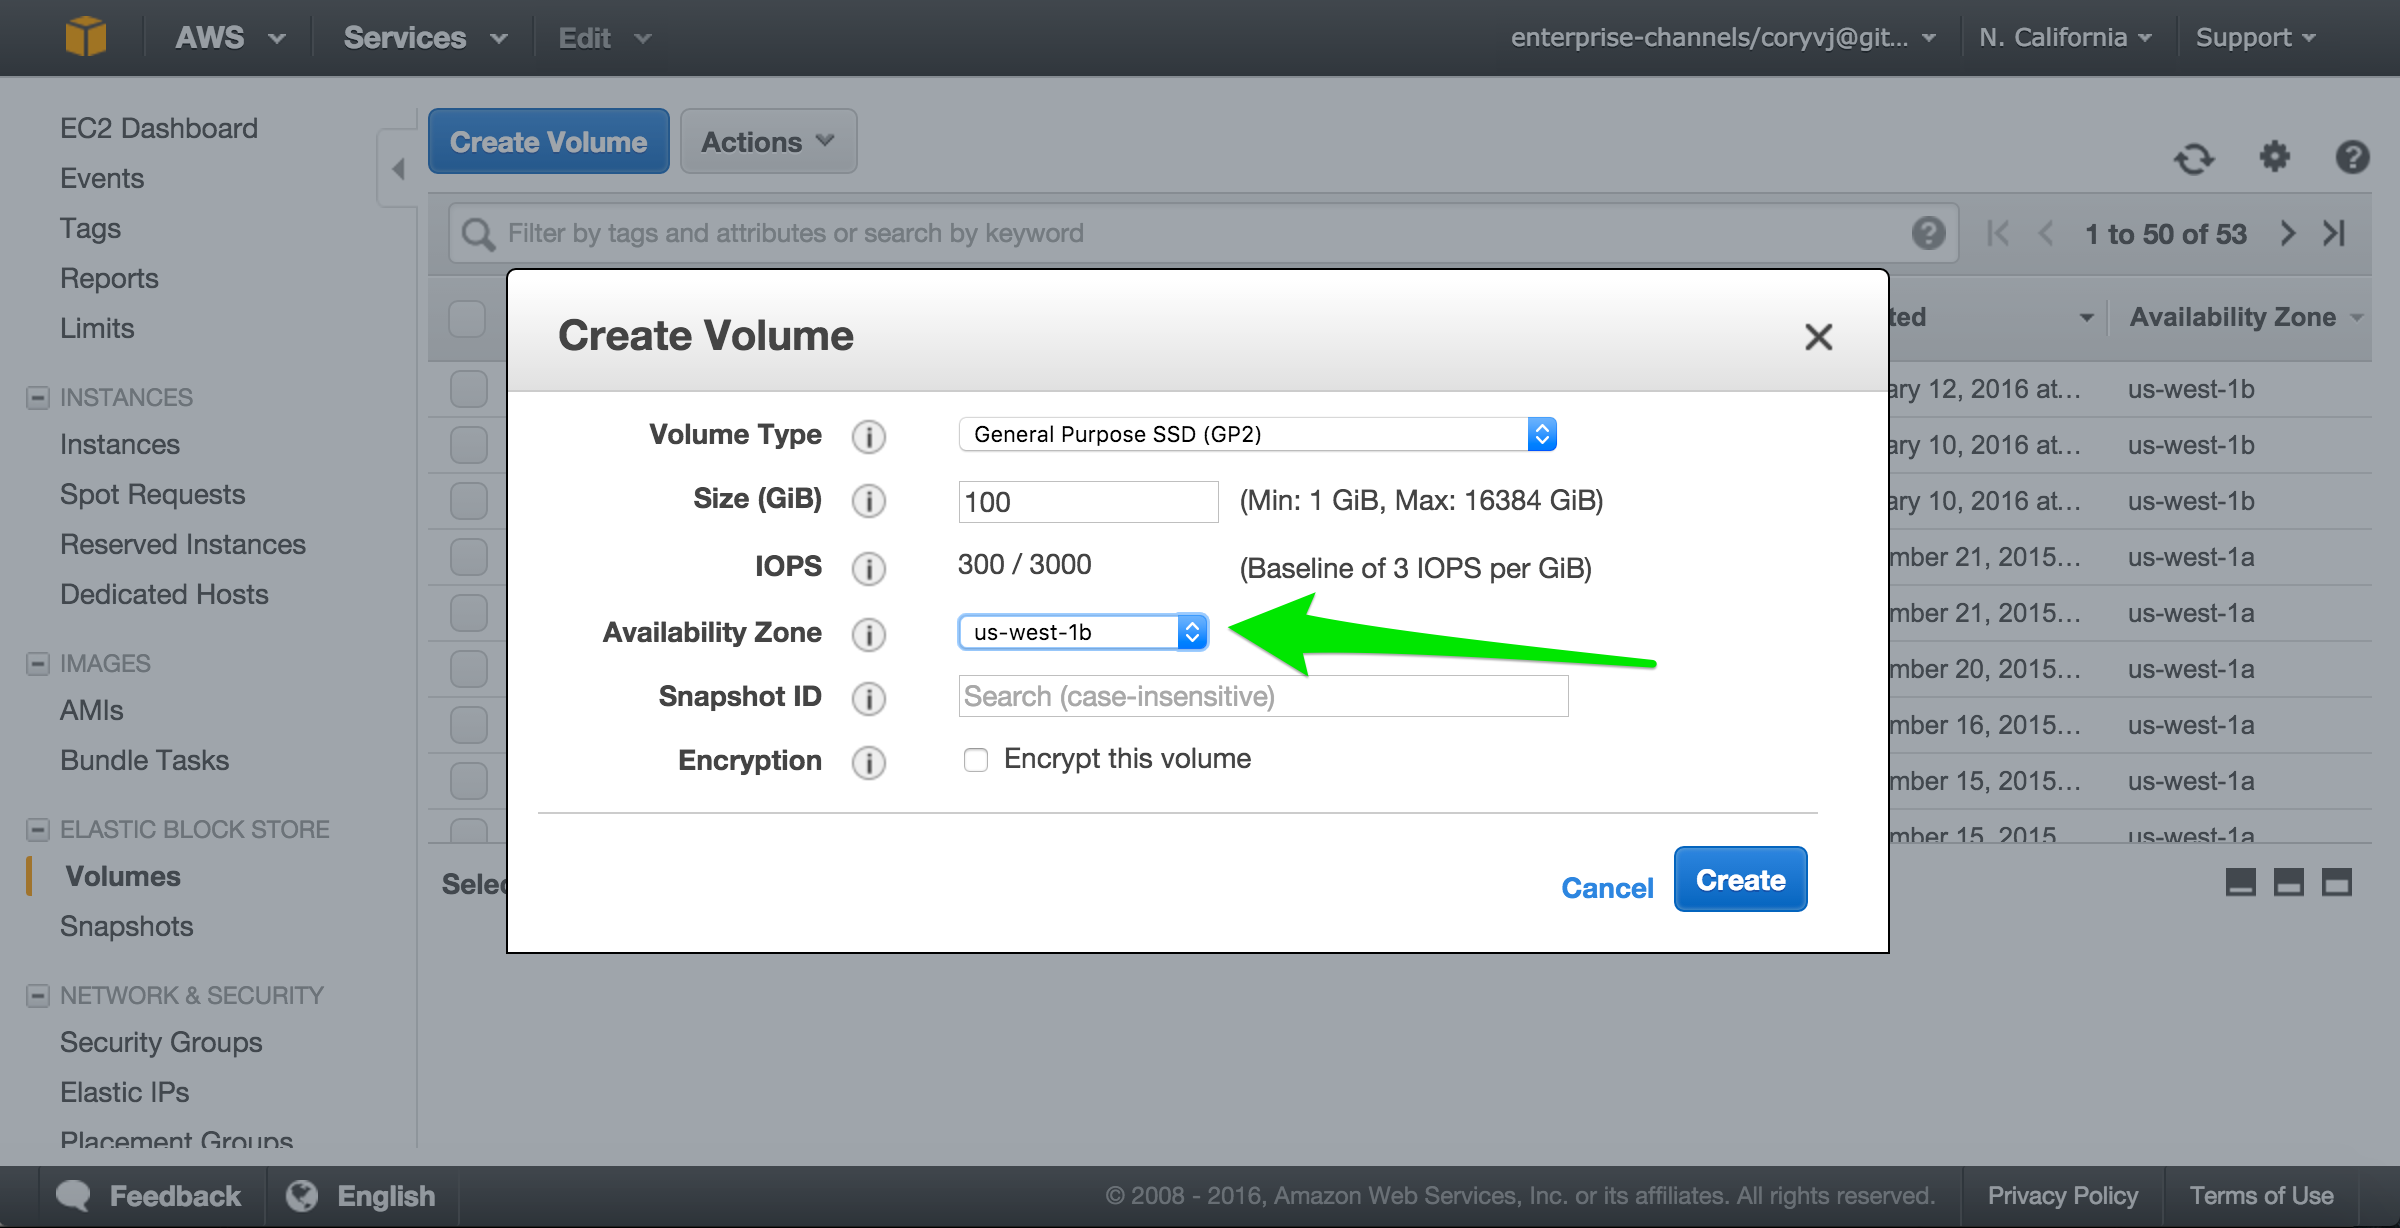 AWS Services Edit enterprise-channels/coryvj@git... N. California Support
EC2 Dashboard
Events
Tags
Reports
Limits
INSTANCES
Instances
Spot Requests
Reserved Instances
Dedicated Hosts
IMAGES
AMIs
Bundle Tasks
ELASTIC BLOCK STORE
Volumes
Snapshots
NETWORK & SECURITY
Security Groups
Elastic IPs
Placement Groups
Create Volume Actions
Filter by tags and attributes or search by keyword
1 to 50 of 53
ted Availability Zone
ary 12, 2016 at... us-west-1b
ary 10, 2016 at... us-west-1b
ary 10, 2016 at... us-west-1b
mber 21, 2015... us-west-1a
mber 21, 2015... us-west-1a
mber 20, 2015... us-west-1a
mber 16, 2015... us-west-1a
mber 15, 2015... us-west-1a
mber 15, 2015 us-west-1a
Selec
Create Volume
Volume Type General Purpose SSD (GP2)
Size (GiB) 100 (Min: 1 GiB, Max: 16384 GiB)
IOPS 300 / 3000 (Baseline of 3 IOPS per GiB)
Availability Zone us-west-1b
Snapshot ID Search (case-insensitive)
Encryption Encrypt this volume
Cancel Create
Feedback English © 2008 - 2016, Amazon Web Services, Inc. or its affiliates. All rights reserved. Privacy Policy Terms of Use